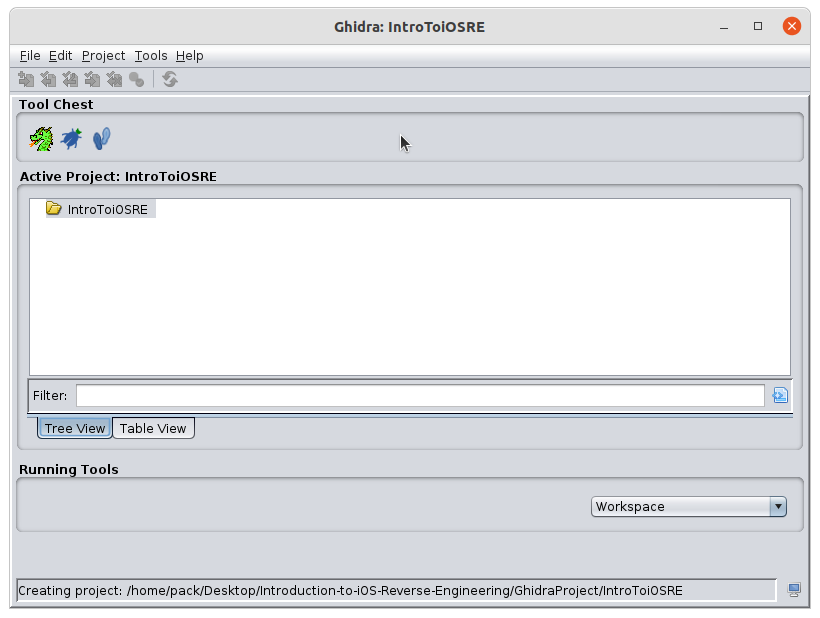 Ghidra: IntroToiOSRE
File Edit Project Tools Help
Tool Chest
Active Project: IntroToiOSRE
IntroToiOSRE
Filter:
Tree View Table View
Running Tools
Workspace
Creating project: /home/pack/Desktop/Introduction-to-iOS-Reverse-Engineering/GhidraProject/IntroToiOSRE